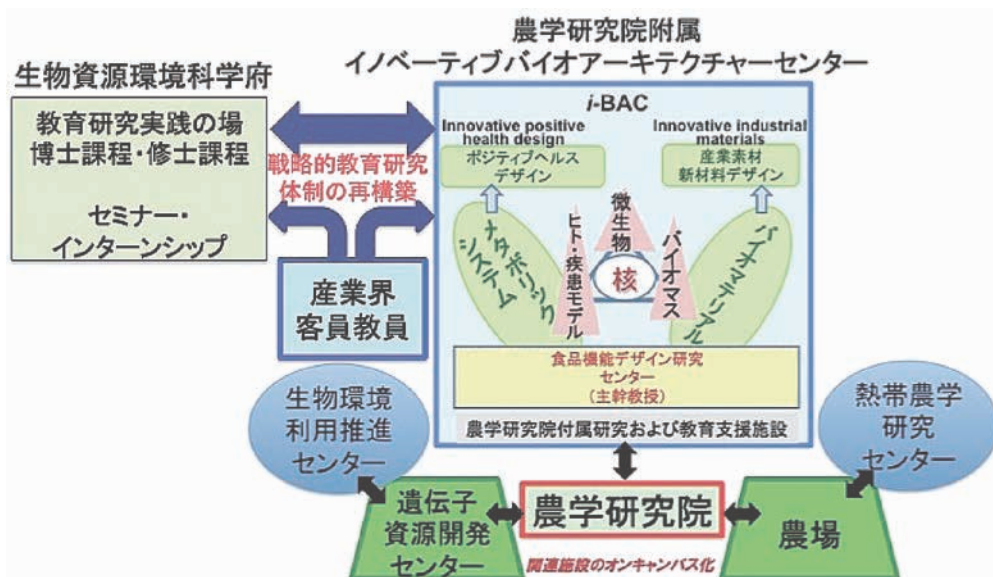 農学研究院附属
イノベーティブバイオアーキテクチャーセンター
生物資源環境科学府
教育研究実践の場
博士課程・修士課程
セミナー・
インターンシップ
戦略的教育研究
体制の再構築
産業界
客員教員
i-BAC
Innovative positive
health design
ポジティブヘルス
デザイン
Innovative industrial
materials
産業素材
新材料デザイン
メタボリック
システム
ヒト・疾患モデル
微生物
核
バイオマス
バイオマテリアル
食品機能デザイン研究
センター
(主幹教授)
農学研究院付属研究および教育支援施設
生物環境
利用推進
センター
熱帯農学
研究
センター
遺伝子
資源開発
センター
農学研究院
農場
関連施設のオンキャンパス化